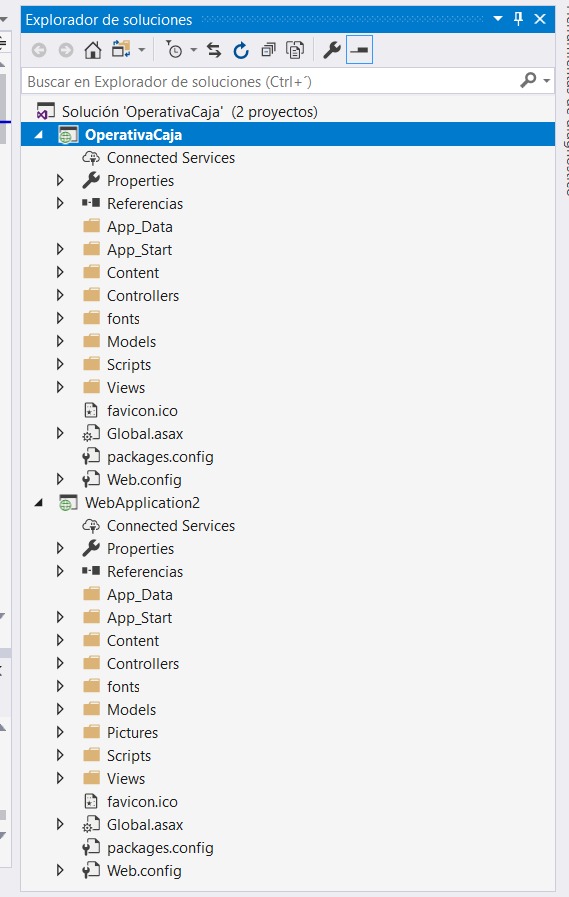 Explorador de soluciones
Buscar en Explorador de soluciones (Ctrl+´)
Solución 'OperativaCaja' (2 proyectos)
OperativaCaja
Connected Services
Properties
Referencias
App_Data
App_Start
Content
Controllers
fonts
Models
Scripts
Views
favicon.ico
Global.asax
packages.config
Web.config
WebApplication2
Connected Services
Properties
Referencias
App_Data
App_Start
Content
Controllers
fonts
Models
Pictures
Scripts
Views
favicon.ico
Global.asax
packages.config
Web.config